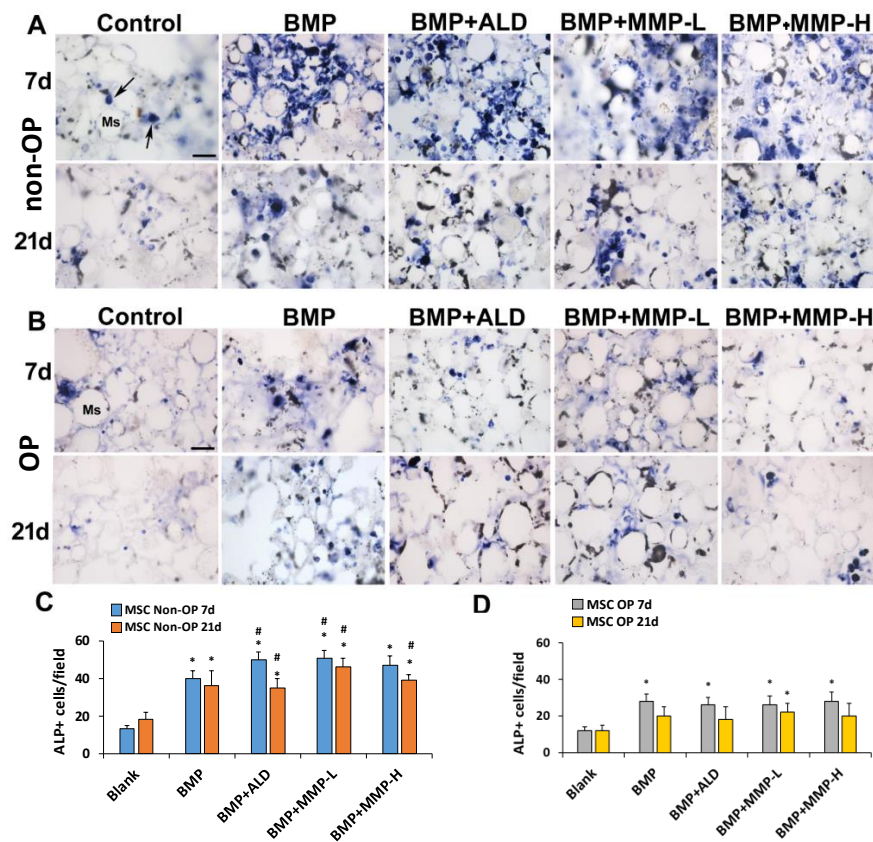 A Control BMP BMP+ALD BMP+MMP-L BMP+MMP-H
non-OP
7d
Ms
21d
B Control BMP BMP+ALD BMP+MMP-L BMP+MMP-H
OP
7d
Ms
21d
C
MSC Non-OP 7d
MSC Non-OP 21d
ALP+ cells/field
60
40
20
0
* * # * # * # * # * * # *
Blank BMP BMP+ALD BMP+MMP-L BMP+MMP-H
D
MSC OP 7d
MSC OP 21d
ALP+ cells/field
60
40
20
0
* * * * *
Blank BMP BMP+ALD BMP+MMP-L BMP+MMP-H